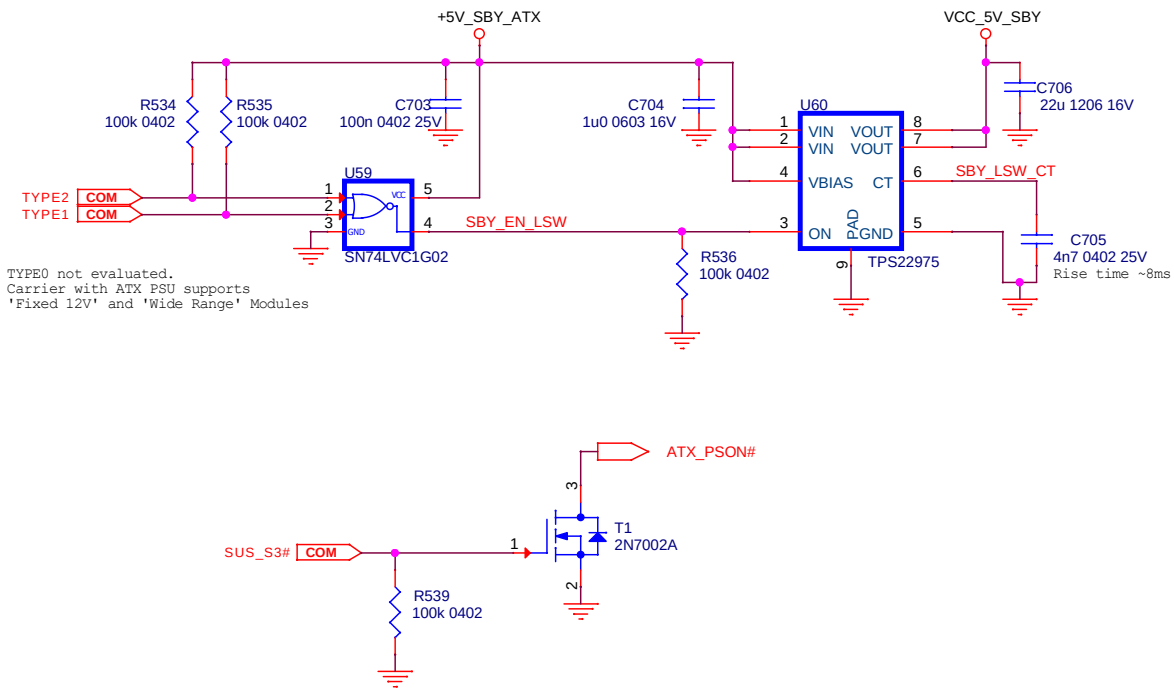 +5V_SBY_ATX
VCC_5V_SBY
R534
100k 0402
R535
100k 0402
C703
100n 0402 25V
C704
1u0 0603 16V
C706
22u 1206 16V
U60
1 VIN VOUT 8
2 VIN VOUT 7
4 VBIAS CT 6
SBY_LSW_CT
3 ON PAD GND 5
9
TPS22975
C705
4n7 0402 25V
Rise time ~8ms
TYPE2 COM
TYPE1 COM
U59
1 VCC 5
2
3 GND 4
SN74LVC1G02
SBY_EN_LSW
R536
100k 0402
TYPE0 not evaluated.
Carrier with ATX PSU supports
'Fixed 12V' and 'Wide Range' Modules
ATX_PSON#
3
SUS_S3# COM
1
T1
2N7002A
2
R539
100k 0402